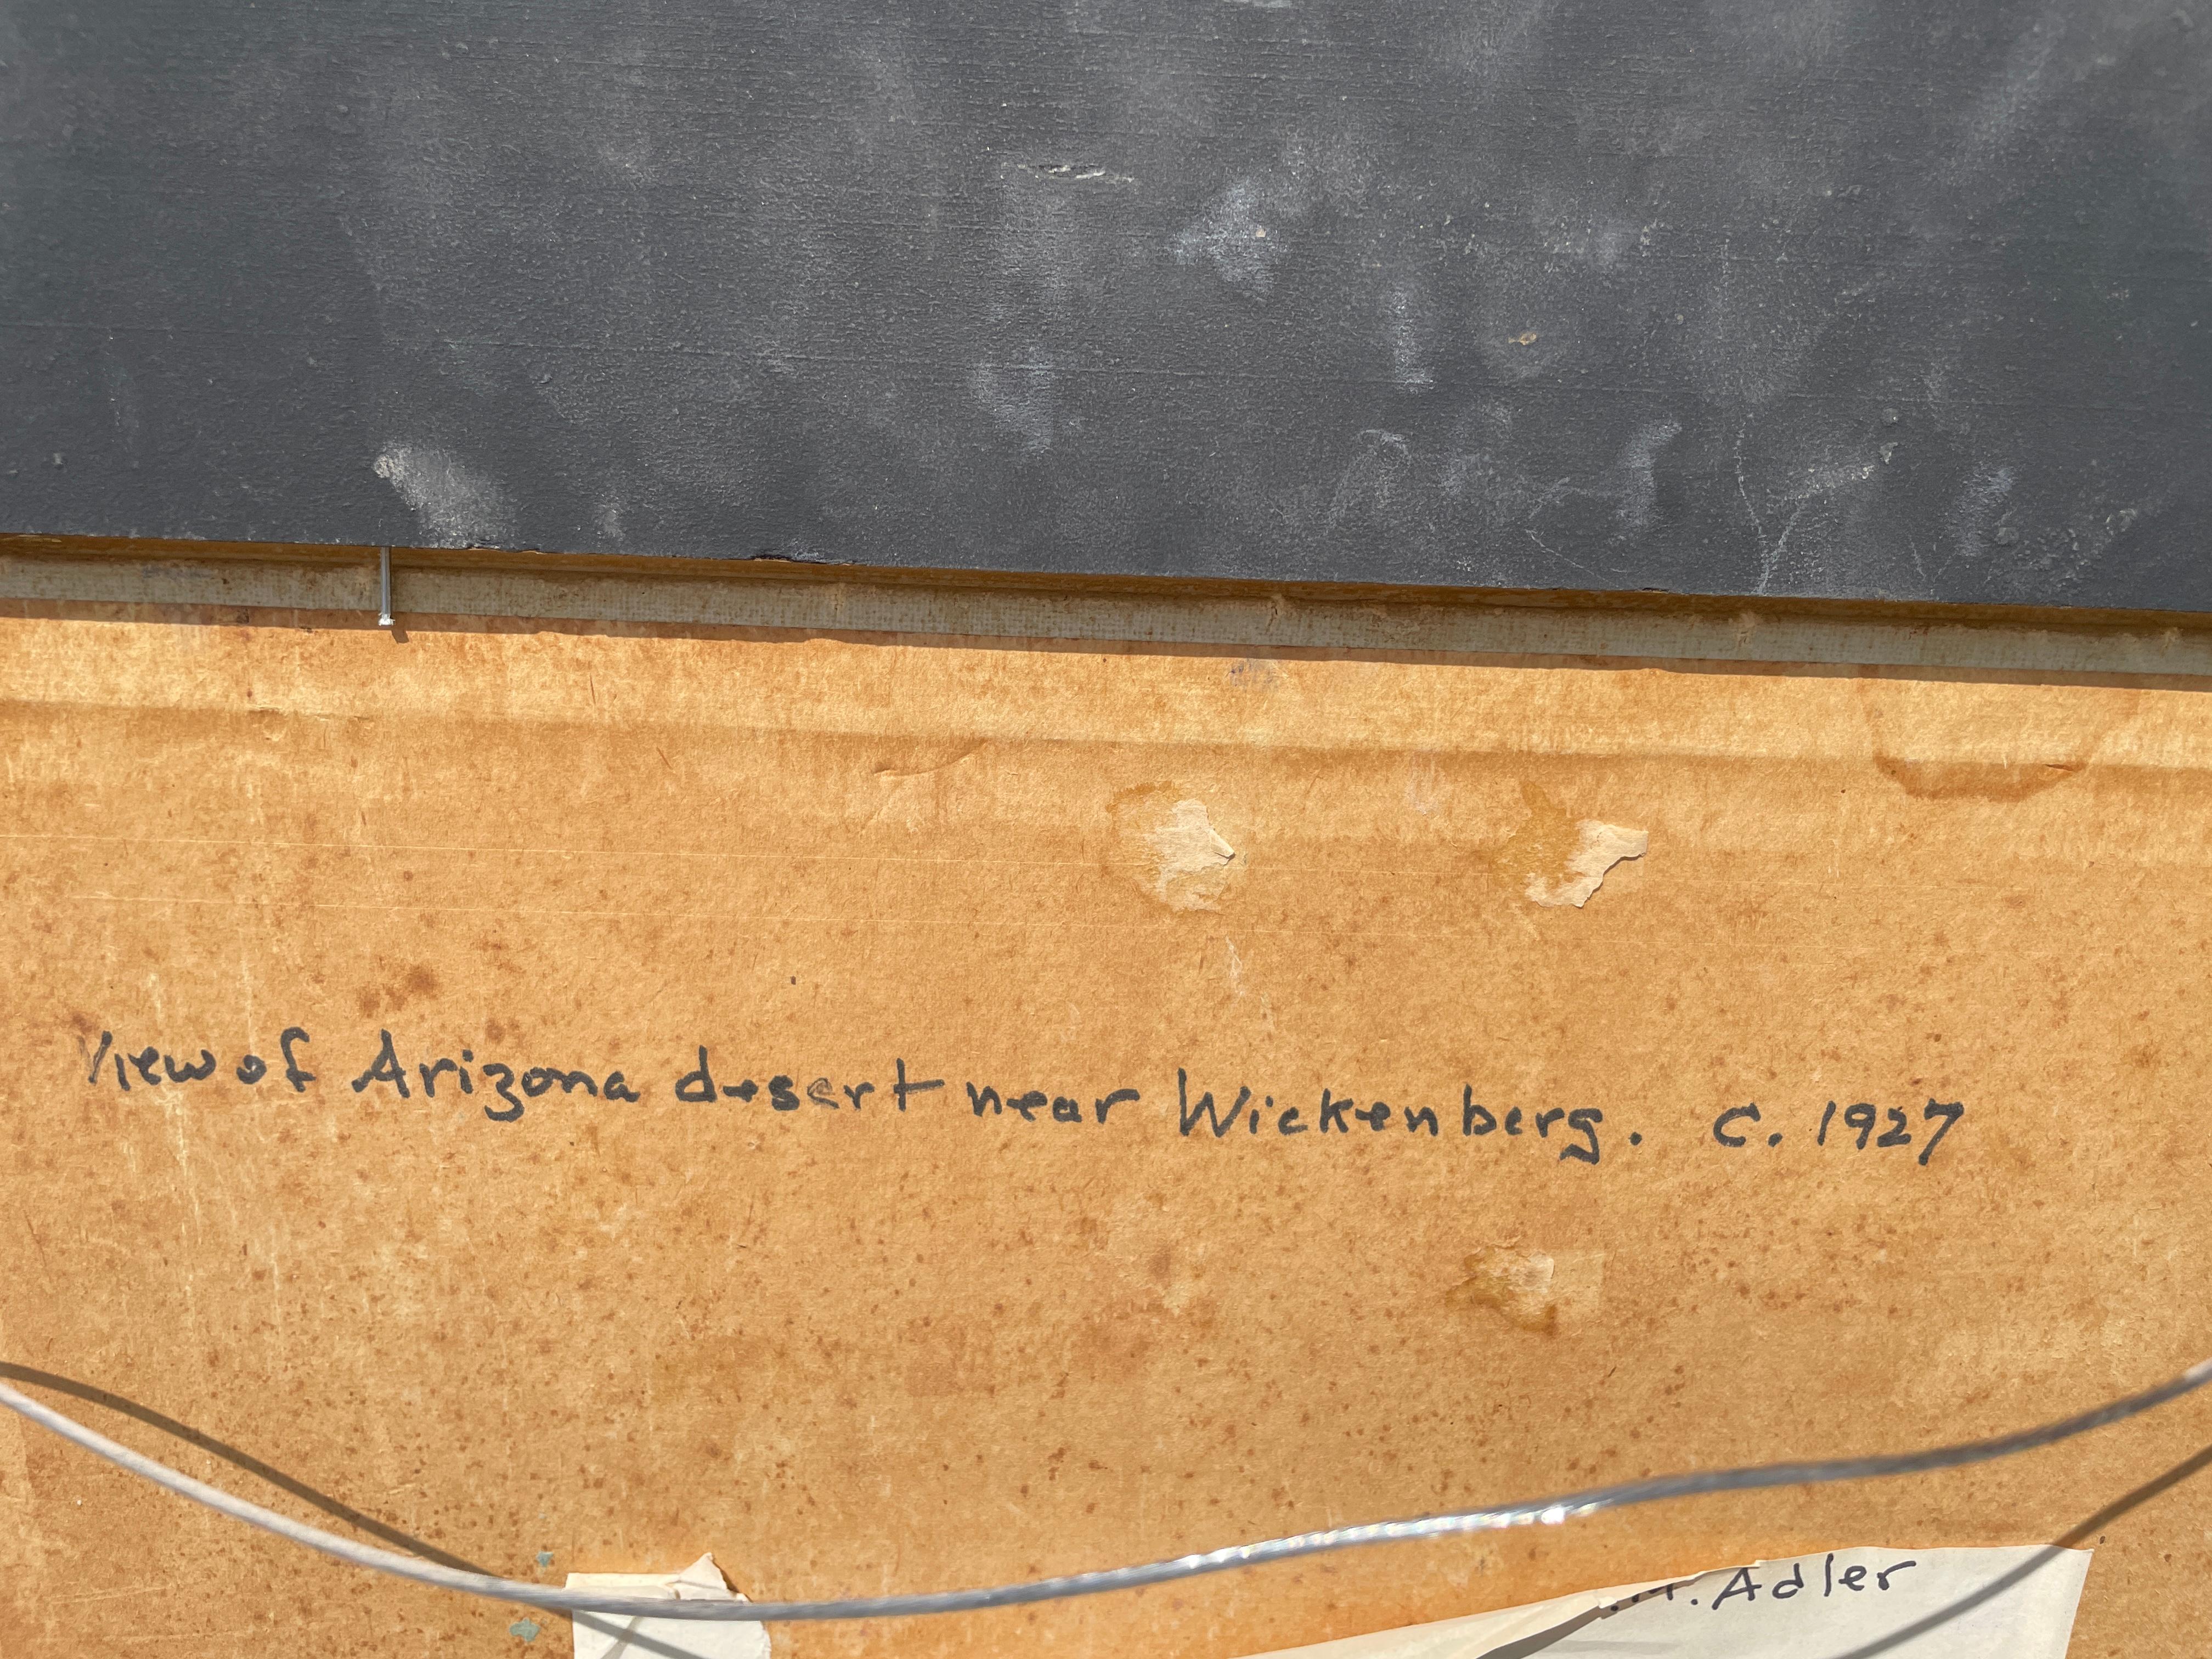 View of Arizona desert near Wickenberg. C. 1927
Adler